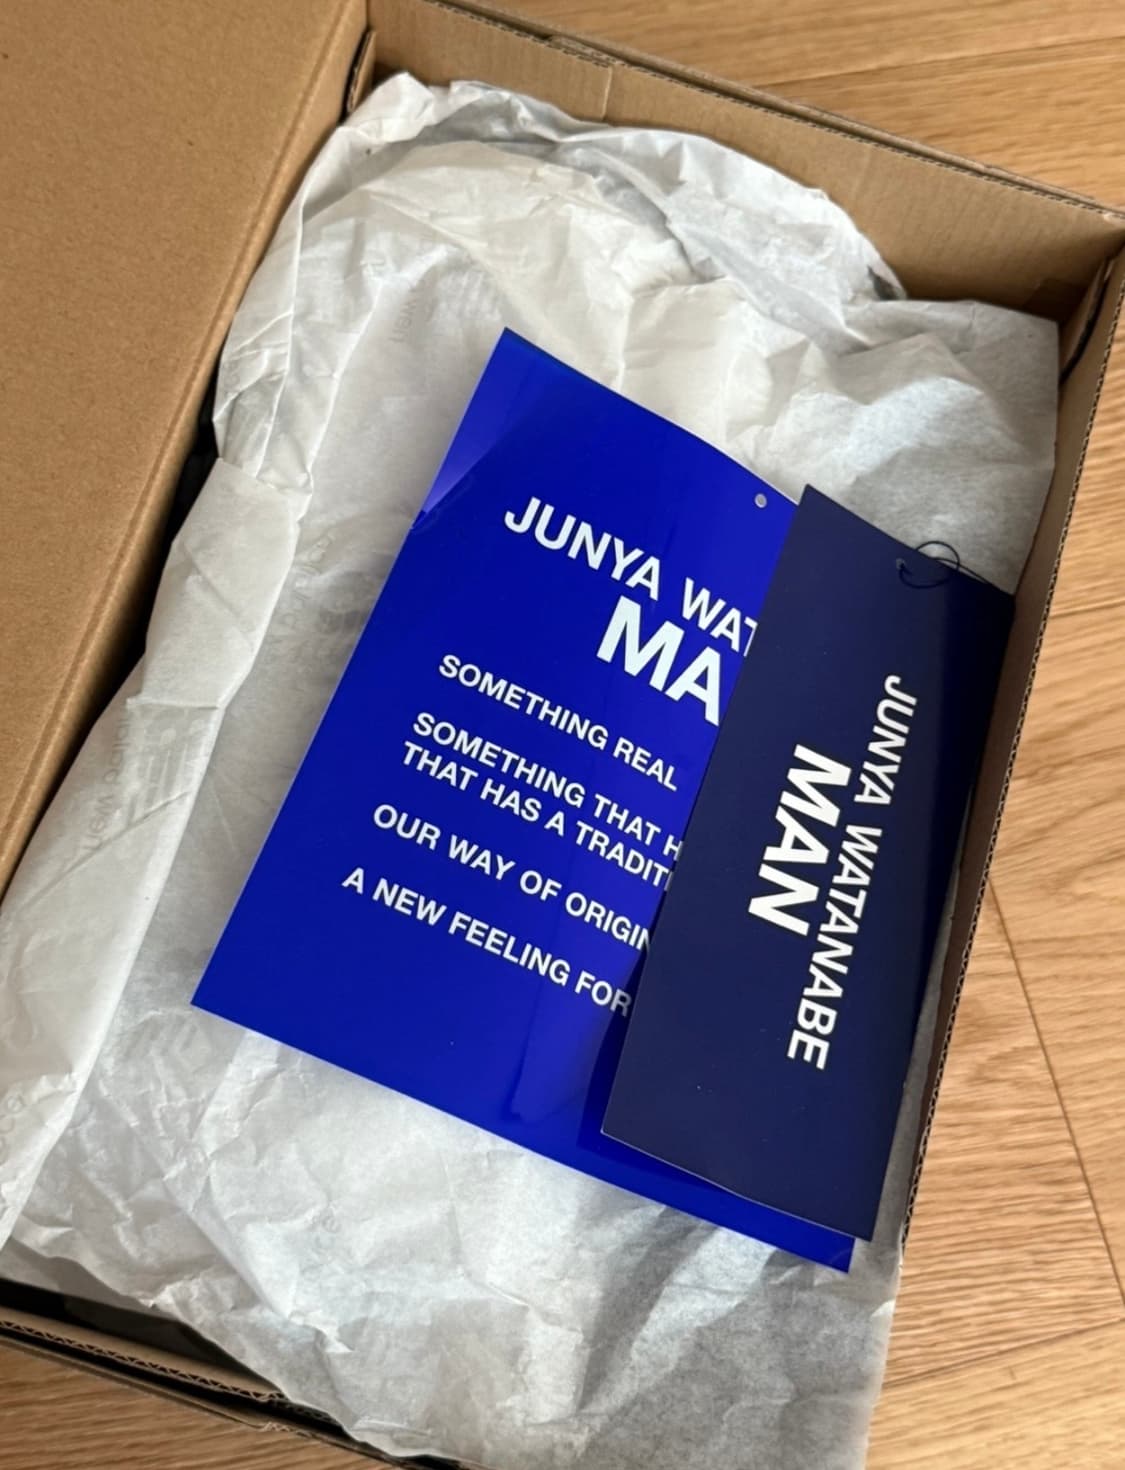 JUNYA WAT
MA
SOMETHING REAL
SOMETHING THAT H
THAT HAS A TRADIT
OUR WAY OF ORIGIN
A NEW FEELING FOR
JUNYA WATANABE
MAN